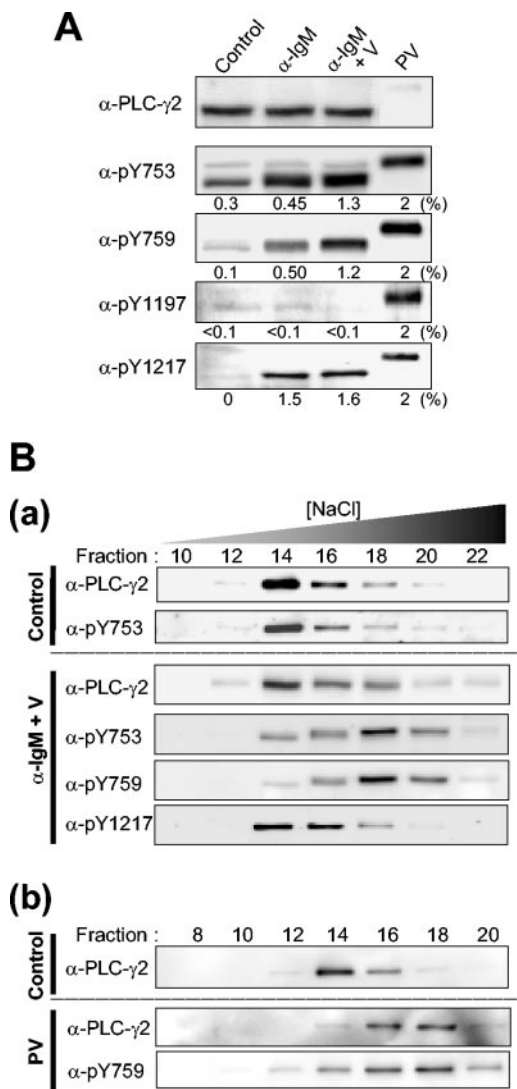 A
Control α-IgM α-IgM + V PV
α-PLC-γ2
α-pY753
0.3 0.45 1.3 2 (%)
α-pY759
0.1 0.50 1.2 2 (%)
α-pY1197
<0.1 <0.1 <0.1 2 (%)
α-pY1217
0 1.5 1.6 2 (%)
B
(a)
[NaCl]
Fraction : 10 12 14 16 18 20 22
Control
α-PLC-γ2
α-pY753
α-IgM + V
α-PLC-γ2
α-pY753
α-pY759
α-pY1217
(b)
Fraction : 8 10 12 14 16 18 20
Control
α-PLC-γ2
PV
α-PLC-γ2
α-pY759